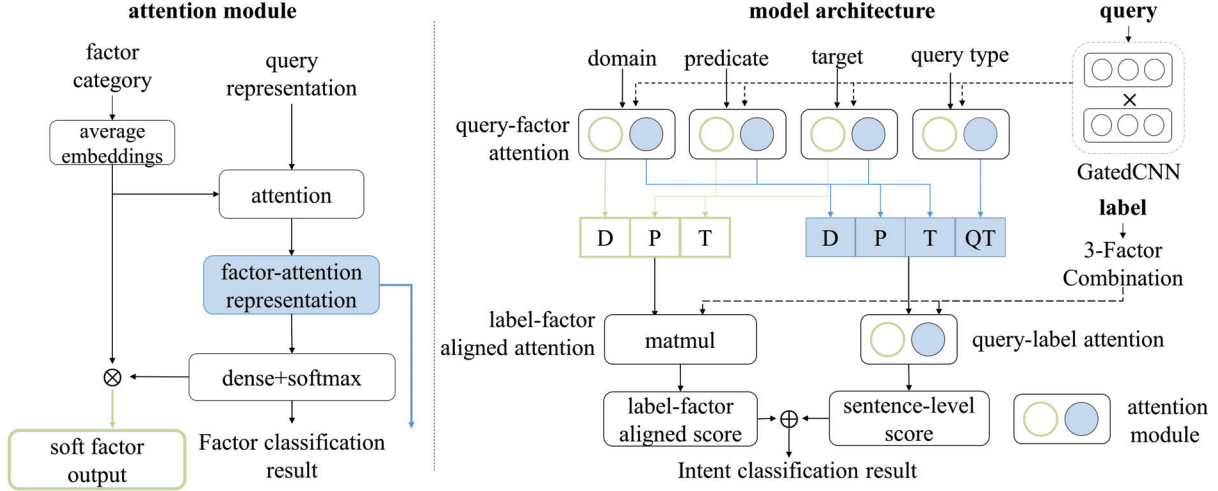 attention module
factor
category
query
representation
average
embeddings
attention
factor-attention
representation
dense+softmax
soft factor
output
Factor classification
result
model architecture
query
domain
predicate
target
query type
query-factor
attention
GatedCNN
label
D
P
T
D
P
T
QT
3-Factor
Combination
label-factor
aligned attention
matmul
query-label attention
label-factor
aligned score
sentence-level
score
attention
module
Intent classification result